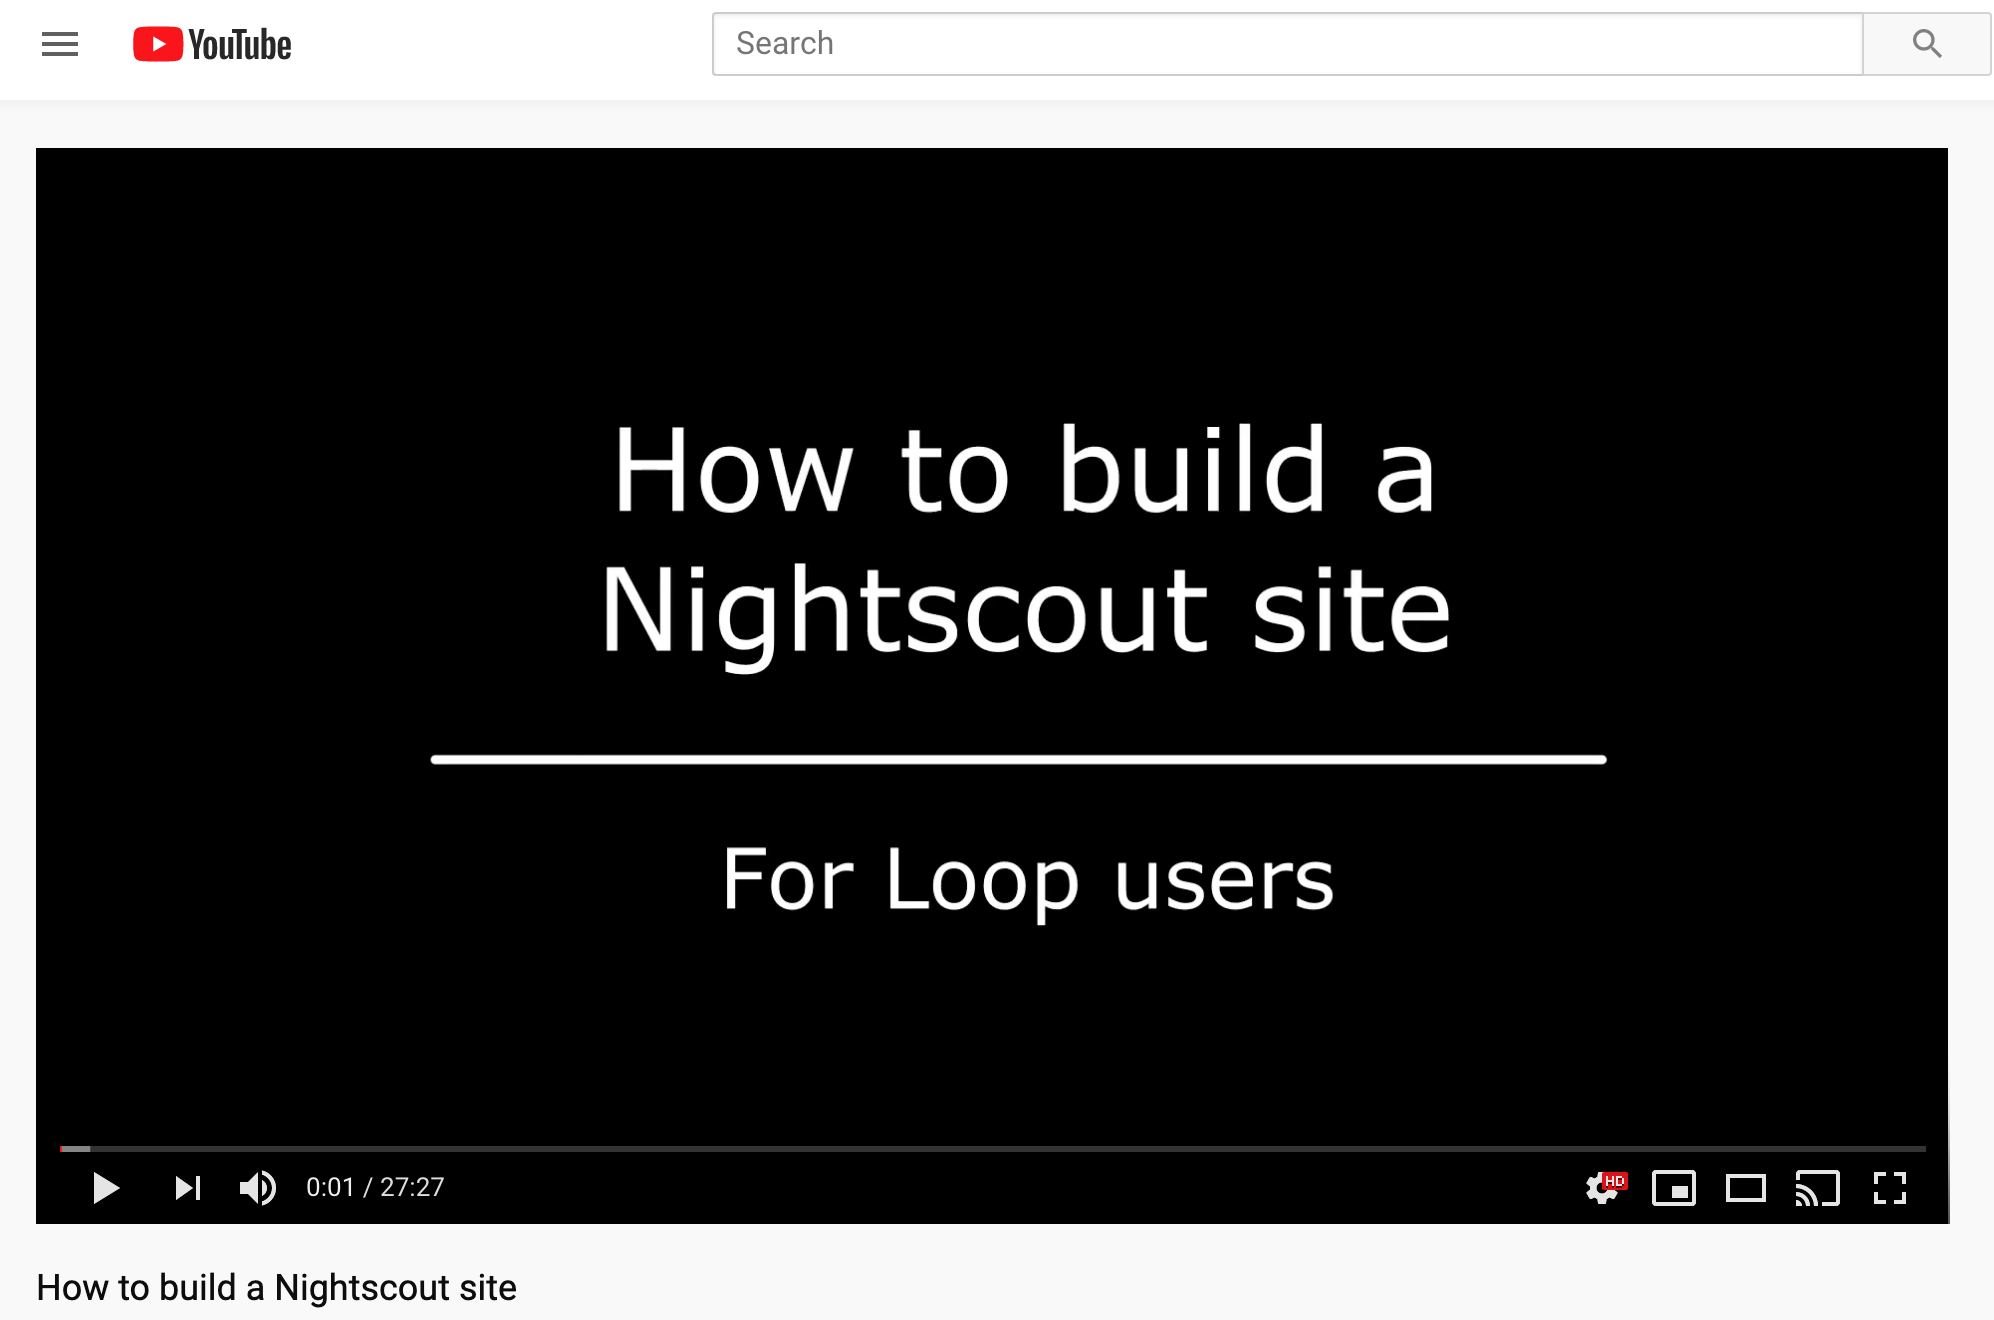 YouTube
Search
How to build a
Nightscout site
For Loop users
0:01 / 27:27
HD
How to build a Nightscout site